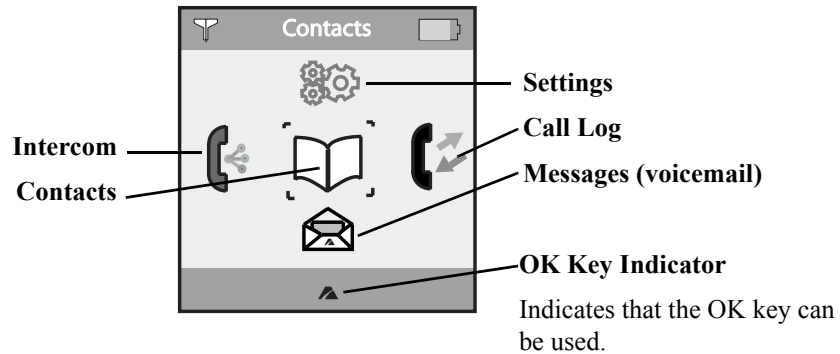 Contacts
Settings
Call Log
Intercom
Messages (voicemail)
Contacts
OK Key Indicator
Indicates that the OK key can
be used.